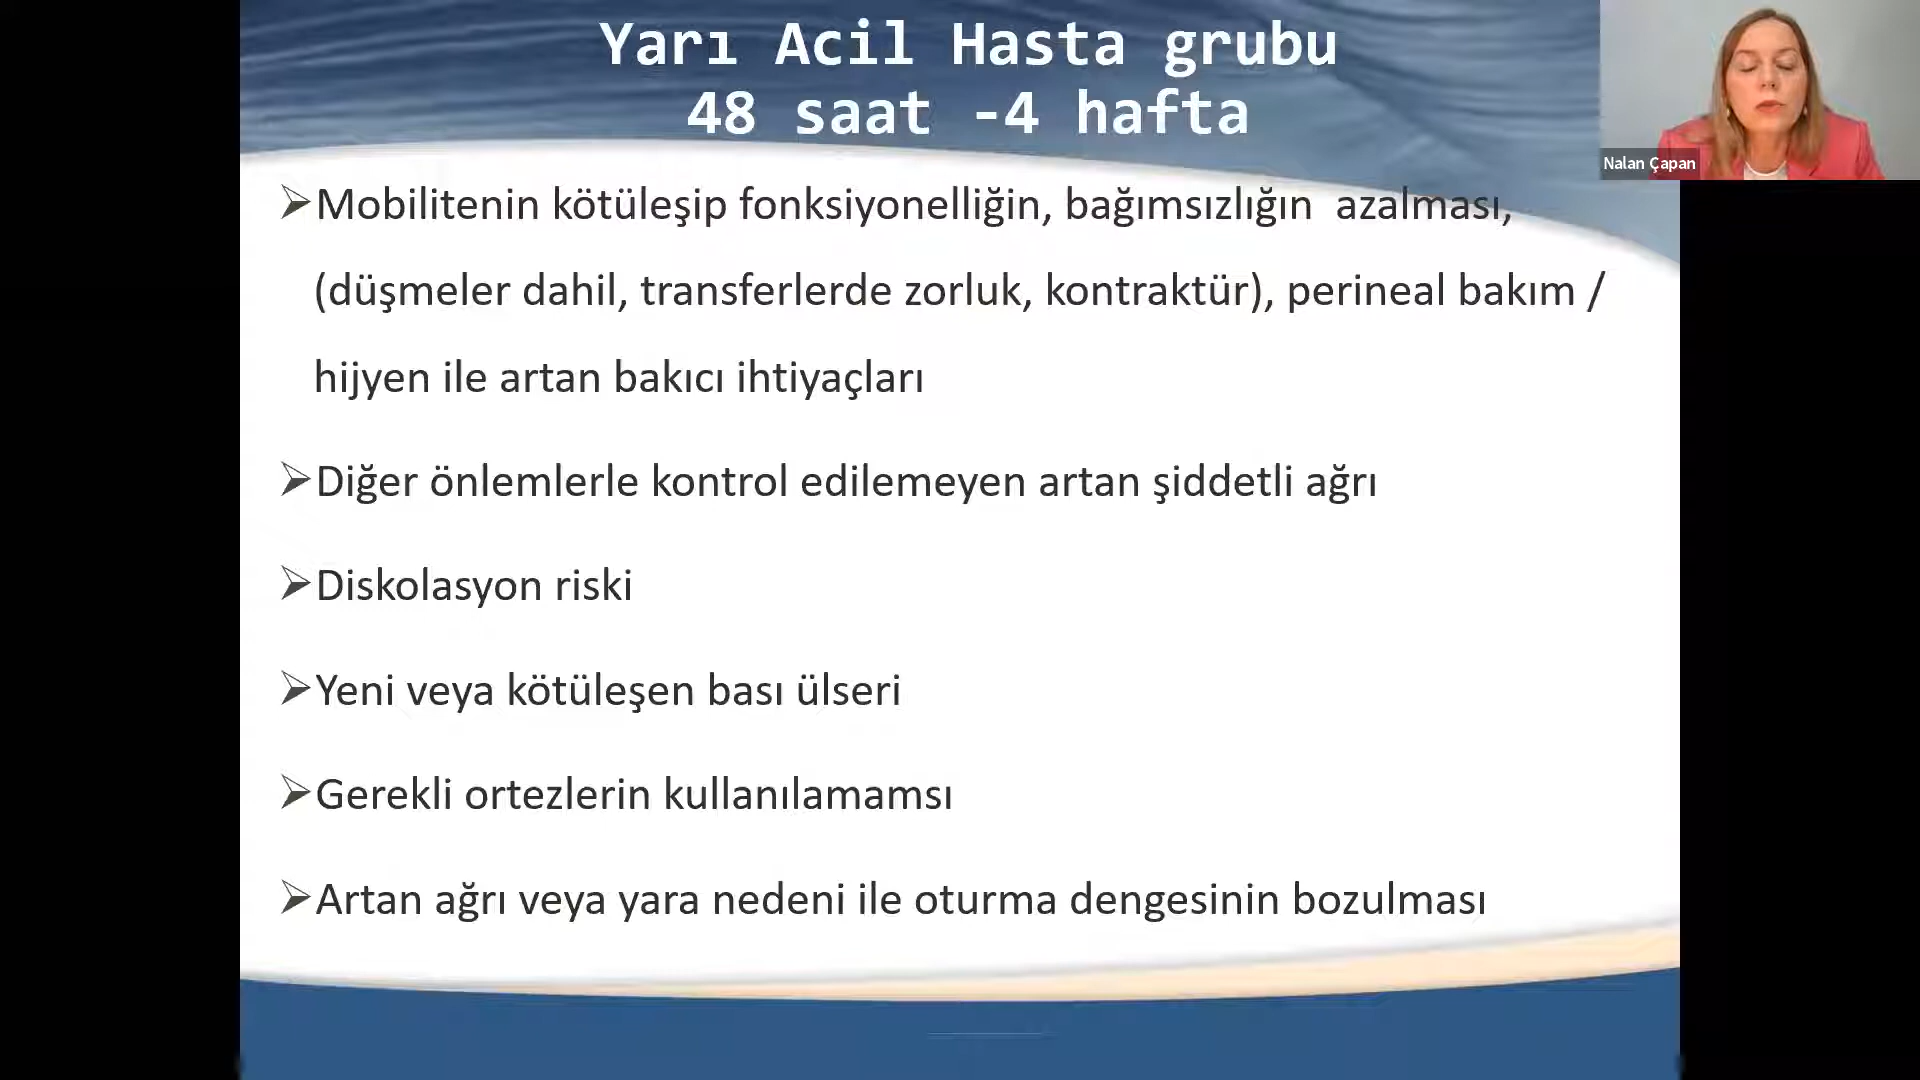 Yarı Acil Hasta grubu
48 saat -4 hafta
Nalan Çapan
➢Mobilitenin kötüleşip fonksiyonelliğin, bağımsızlığın azalması,
(düşmeler dahil, transferlerde zorluk, kontraktür), perineal bakım /
hijyen ile artan bakıcı ihtiyaçları
➢Diğer önlemlerle kontrol edilemeyen artan şiddetli ağrı
➢Diskolasyon riski
➢Yeni veya kötüleşen bası ülseri
➢Gerekli ortezlerin kullanılamamsı
➢Artan ağrı veya yara nedeni ile oturma dengesinin bozulması